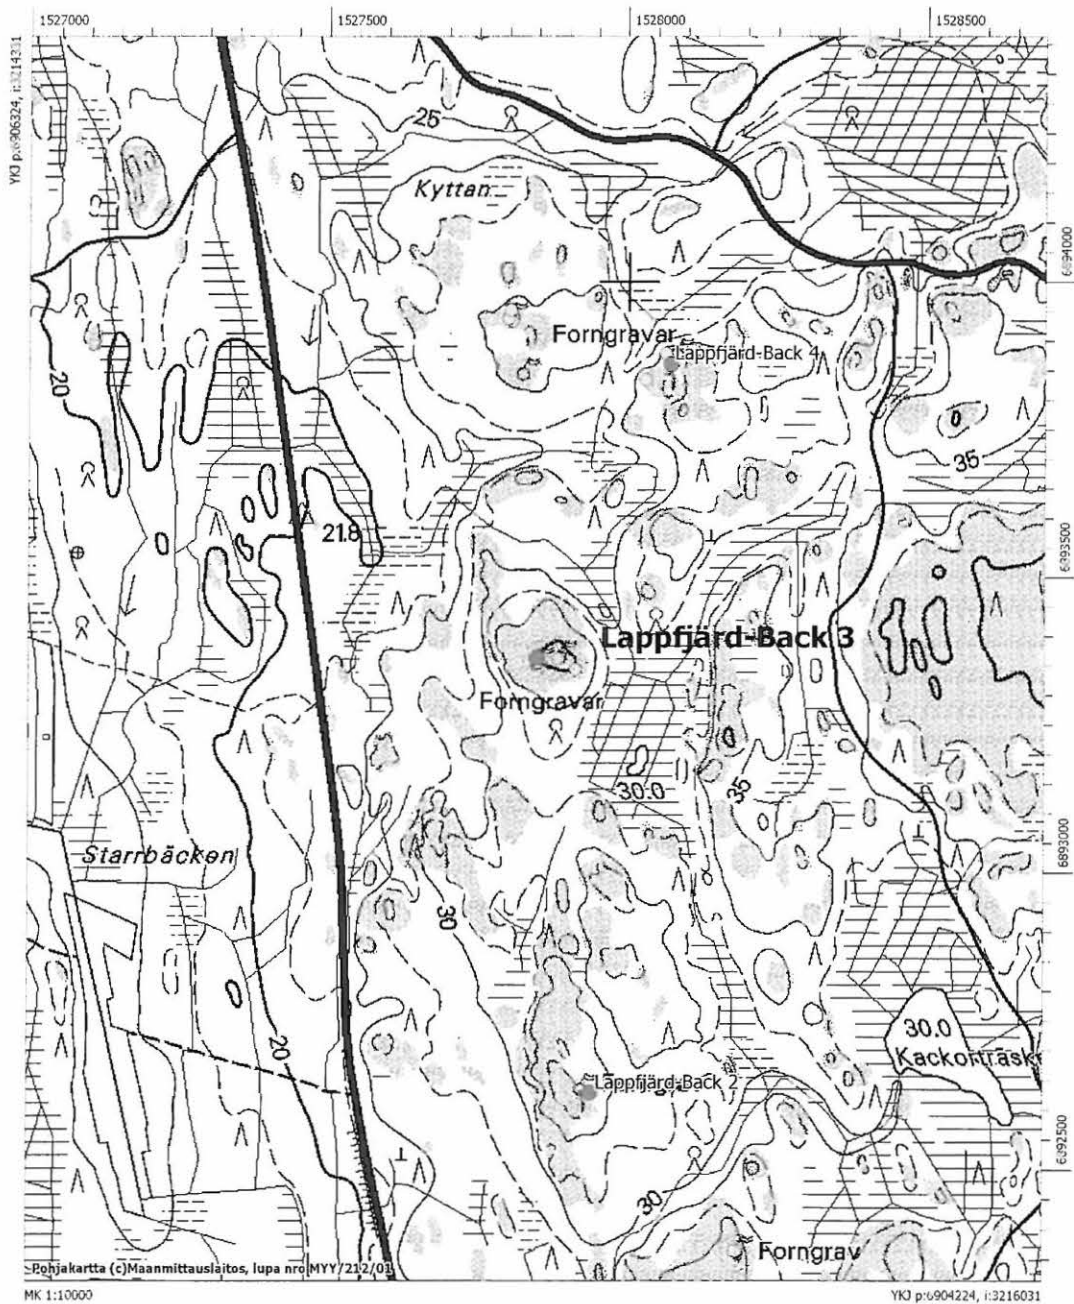 1527000
1527500
1528000
1528500
YKJ p:6906324, i:3214331
25
Kyttan
6894000
Forngravar
Lappfjärd-Back 4
20
35
21.8
6893500
Lappfjärd-Back 3
Forngravar
30.0
35
Starrbäcken
6893000
30
30.0
Kackorträsk
20
Lappfjärd-Back 2
6892500
30
Forngrav
Pohjakartta (c)Maanmittauslaitos, lupa nro MYY/212/01
MK 1:10000
YKJ p:6904224, i:3216031